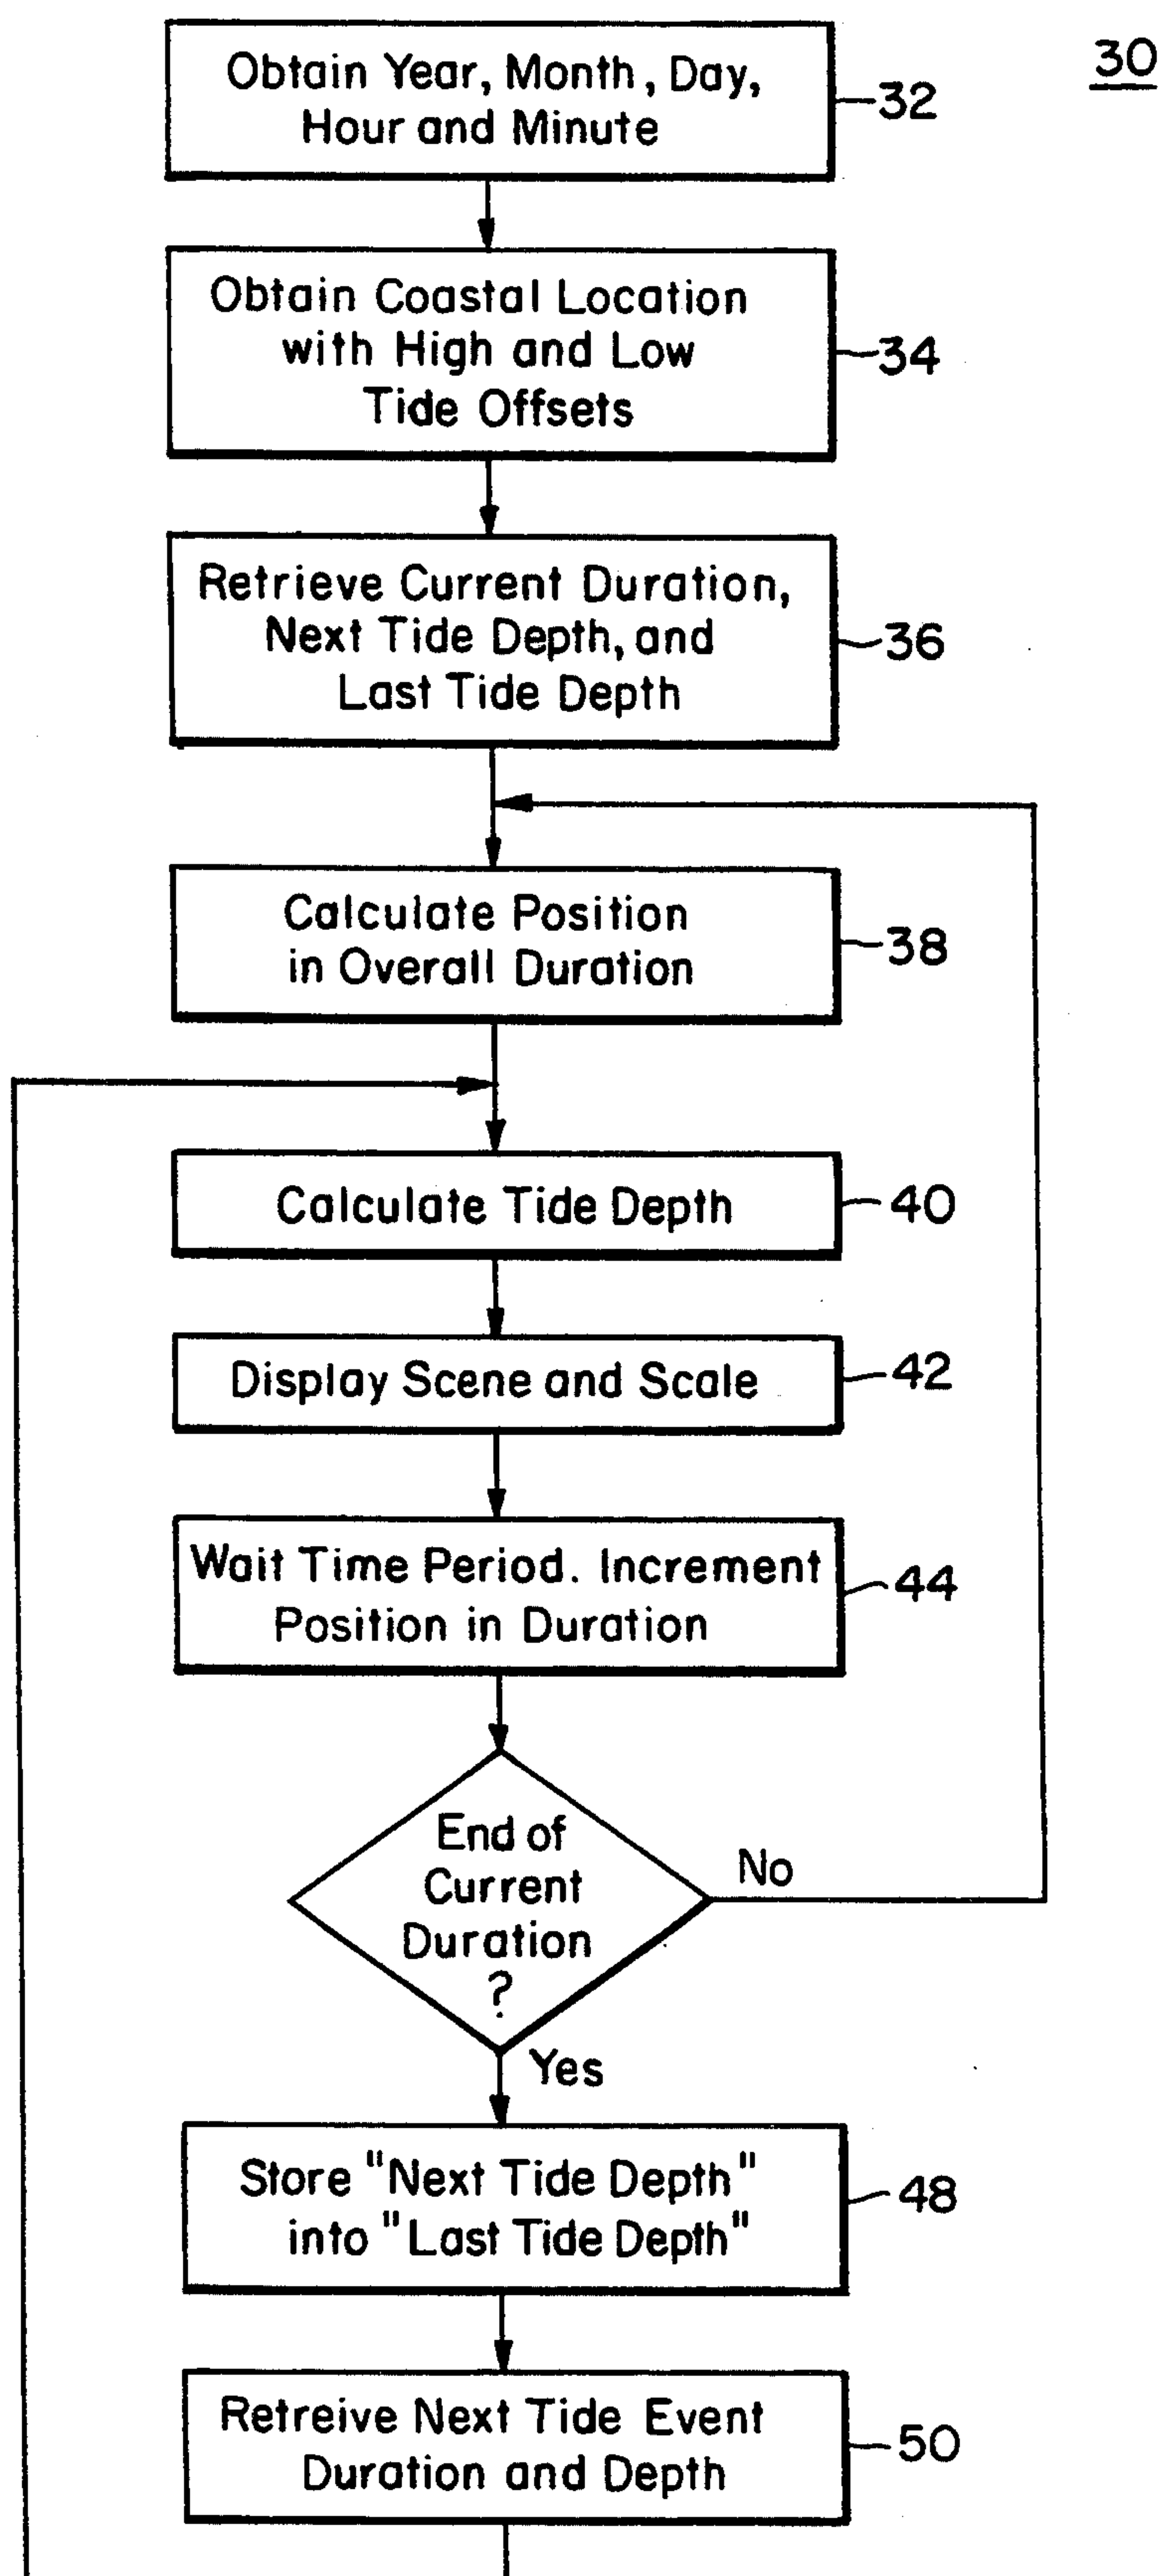 30
Obtain Year, Month, Day,
Hour and Minute
32
Obtain Coastal Location
with High and Low
Tide Offsets
34
Retrieve Current Duration,
Next Tide Depth, and
Last Tide Depth
36
Calculate Position
in Overall Duration
38
Calculate Tide Depth
40
Display Scene and Scale
42
Wait Time Period. Increment
Position in Duration
44
End of
Current
Duration
?
No
Yes
Store "Next Tide Depth"
into "Last Tide Depth"
48
Retreive Next Tide Event
Duration and Depth
50